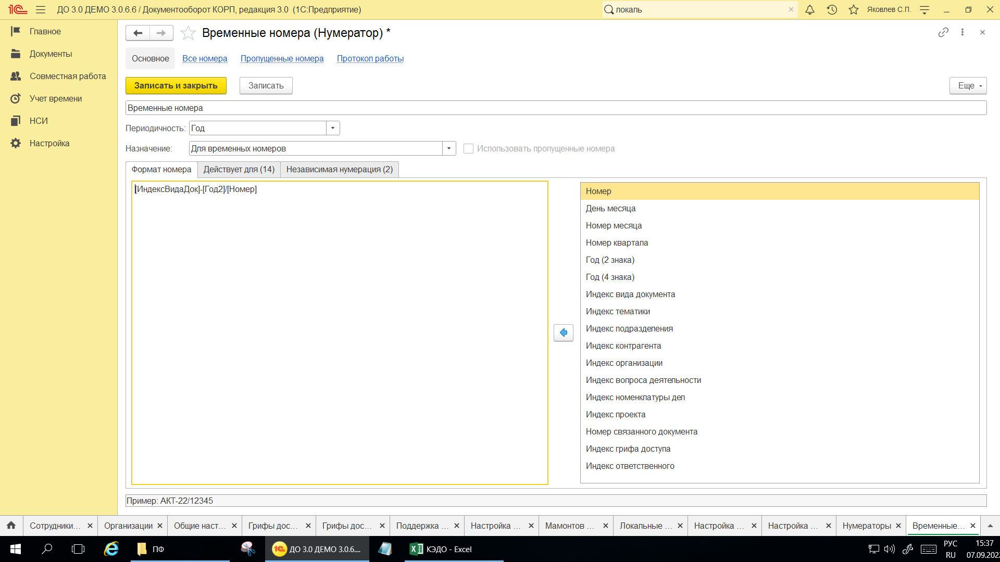 ДО 3.0 ДЕМО 3.0.6.6 / Документооборот КОРП, редакция 3.0 (1С:Предприятие)
локаль
Яковлев С.П.
Главное
Документы
Совместная работа
Учет времени
НСИ
Настройка
Временные номера (Нумератор) *
Основное Все номера Пропущенные номера Протокол работы
Записать и закрыть Записать Еще
Временные номера
Периодичность: Год
Назначение: Для временных номеров Использовать пропущенные номера
Формат номера Действует для (14) Независимая нумерация (2)
[ИндексВидаДок]-[Год2]/[Номер]
Номер
День месяца
Номер месяца
Номер квартала
Год (2 знака)
Год (4 знака)
Индекс вида документа
Индекс тематики
Индекс подразделения
Индекс контрагента
Индекс организации
Индекс вопроса деятельности
Индекс номенклатуры дел
Индекс проекта
Номер связанного документа
Индекс грифа доступа
Индекс ответственного
Пример: АКТ-22/12345
Сотрудники... Организации Общие наст... Грифы дос... Грифы дос... Поддержка ... Настройка ... Мамонтов ... Локальные ... Настройка ... Настройка ... Нумераторы Временные...
ПФ
ДО 3.0 ДЕМО 3.0.6....
КЭДО - Excel
РУС
RU
15:37
07.09.202